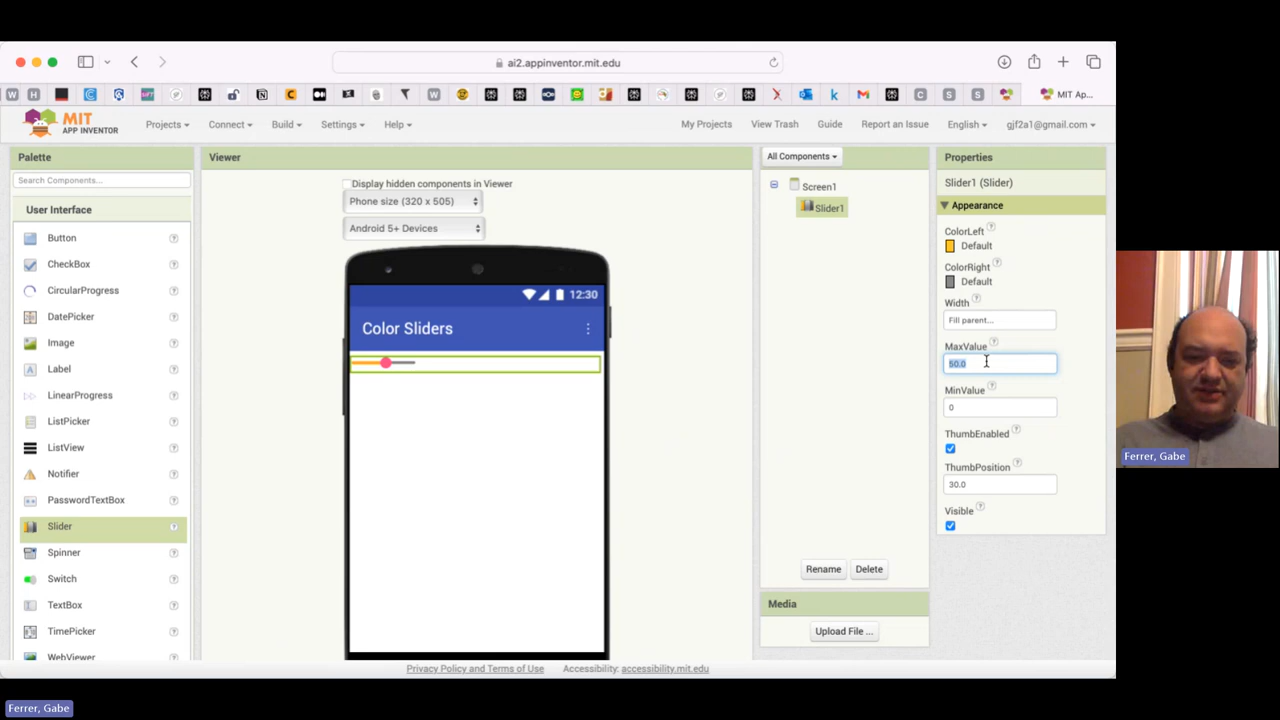 ai2.appinventor.mit.edu
MIT Ap...
MIT
APP INVENTOR
Projects
Connect
Build
Settings
Help
My Projects
View Trash
Guide
Report an Issue
English
gjf2a1@gmail.com
Palette
Search Components...
User Interface
Button
CheckBox
CircularProgress
DatePicker
Image
Label
LinearProgress
ListPicker
ListView
Notifier
PasswordTextBox
Slider
Spinner
Switch
TextBox
TimePicker
WebViewer
Viewer
Display hidden components in Viewer
Phone size (320 x 505)
Android 5+ Devices
12:30
Color Sliders
All Components
Screen1
Slider1
Rename
Delete
Media
Upload File ...
Properties
Slider1 (Slider)
Appearance
ColorLeft
Default
ColorRight
Default
Width
Fill parent...
MaxValue
50.0
MinValue
0
ThumbEnabled
ThumbPosition
30.0
Visible
Privacy Policy and Terms of Use
Accessibility: accessibility.mit.edu
Ferrer, Gabe
Ferrer, Gabe